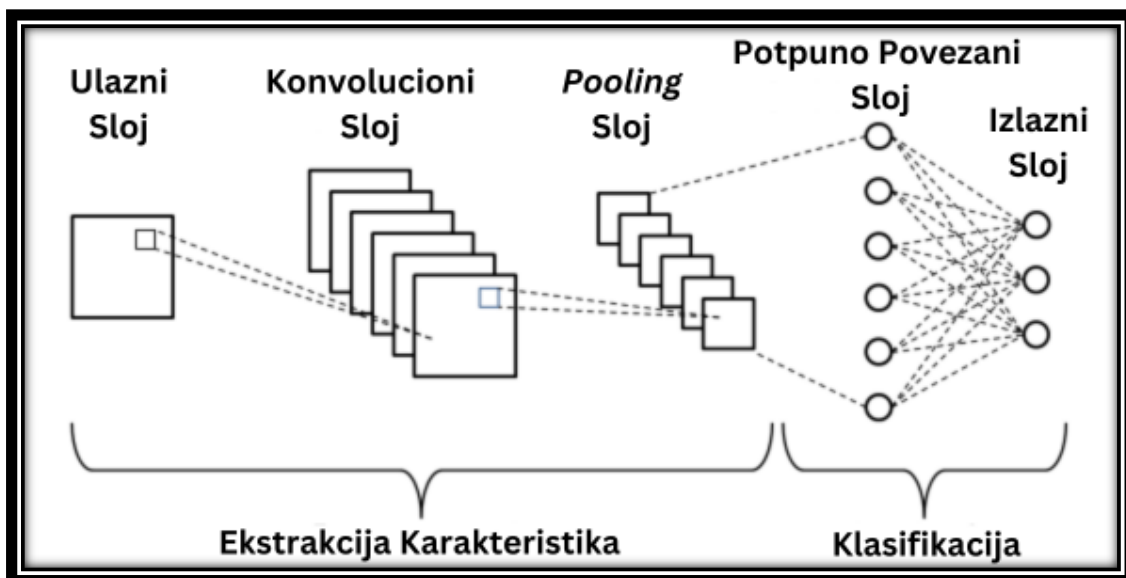 Ulazni
Sloj
Konvolucioni
Sloj
Pooling
Sloj
Potpuno Povezani
Sloj
Izlazni
Sloj
Ekstrakcija Karakteristika
Klasifikacija